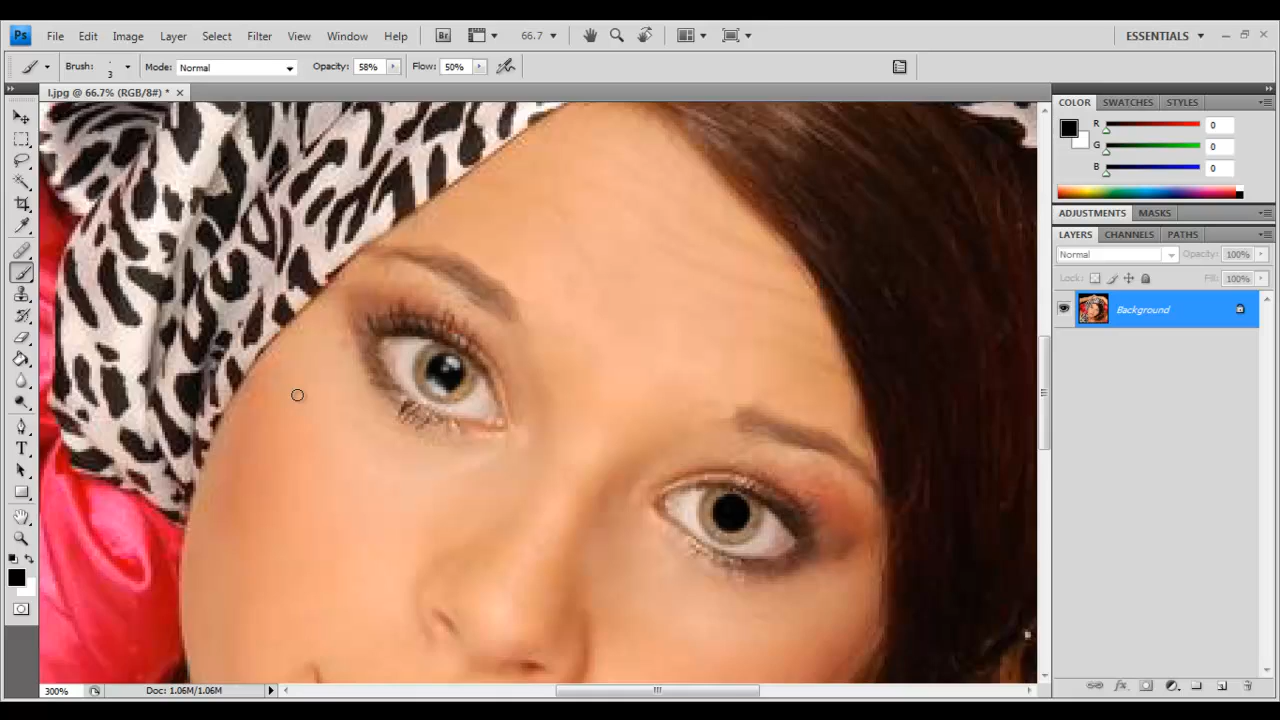 Ps File Edit Image Layer Select Filter View Window Help Br 66.7 ESSENTIALS
Brush: 3 Mode: Normal Opacity: 58% Flow: 50%
l.jpg @ 66.7% (RGB/8#) *
COLOR SWATCHES STYLES
R 0
G 0
B 0
ADJUSTMENTS MASKS
LAYERS CHANNELS PATHS
Normal Opacity: 100%
Lock: Fill: 100%
Background
T
300% Doc: 1.06M/1.06M
fx